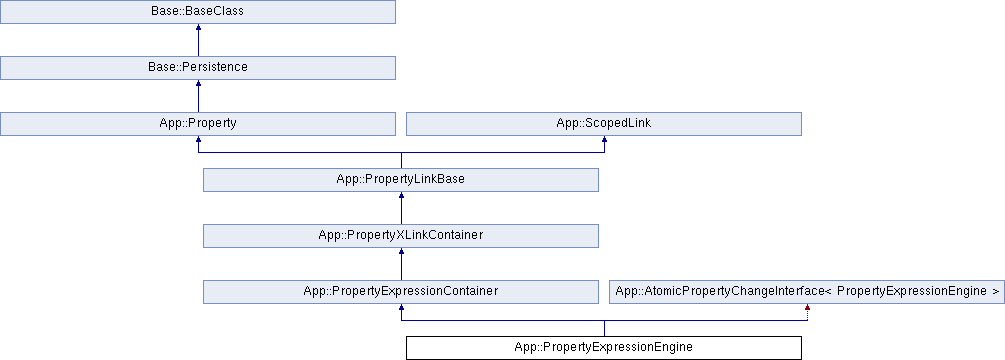 Base::BaseClass
Base::Persistence
App::Property
App::ScopedLink
App::PropertyLinkBase
App::PropertyXLinkContainer
App::PropertyExpressionContainer
App::AtomicPropertyChangeInterface< PropertyExpressionEngine >
App::PropertyExpressionEngine